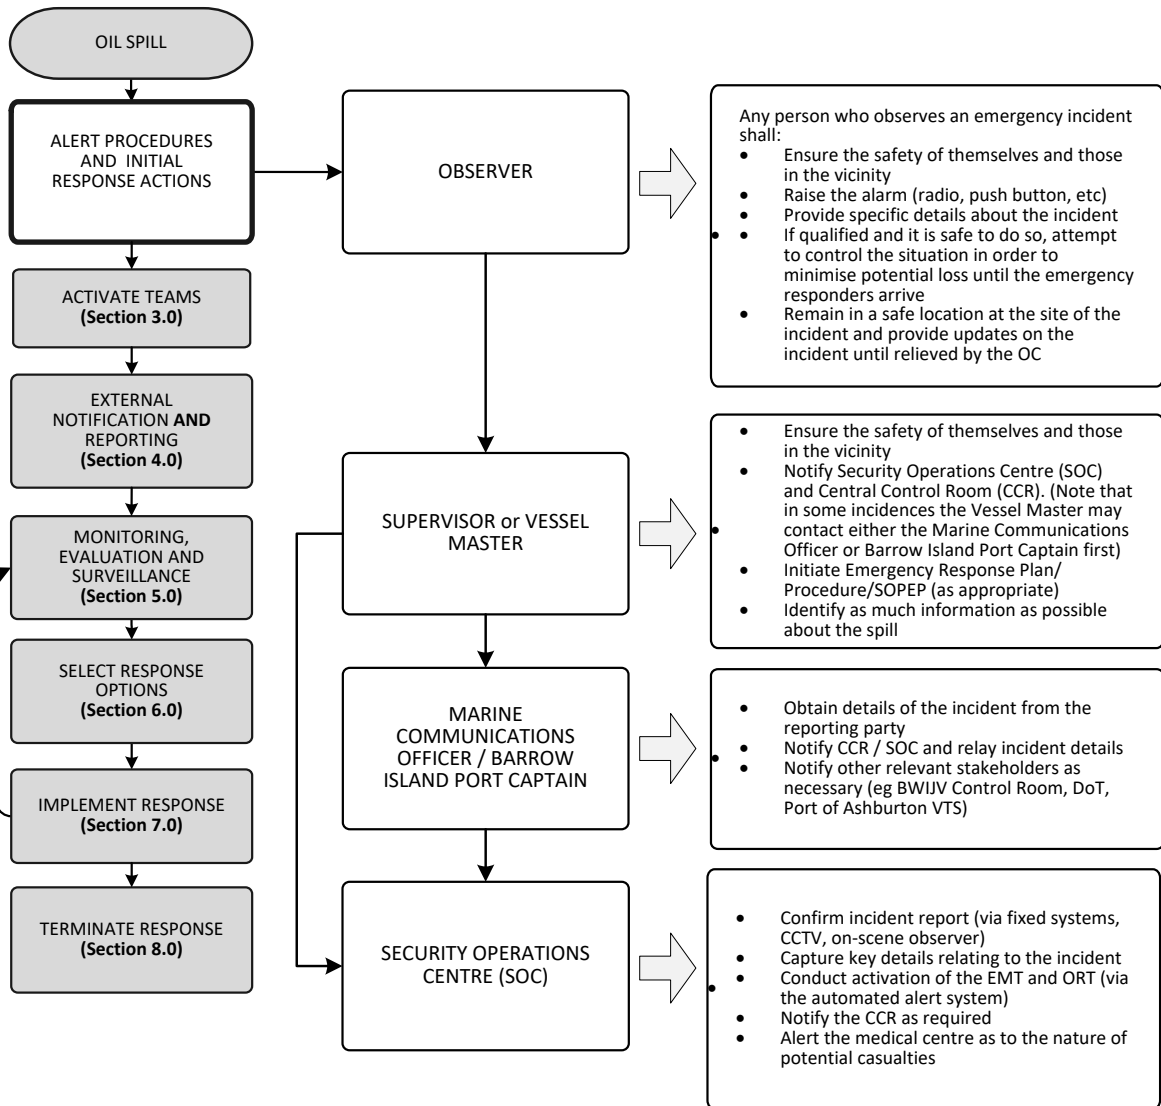 OIL SPILL
ALERT PROCEDURES
AND INITIAL
RESPONSE ACTIONS
ACTIVATE TEAMS
(Section 3.0)
EXTERNAL
NOTIFICATION AND
REPORTING
(Section 4.0)
MONITORING,
EVALUATION AND
SURVEILLANCE
(Section 5.0)
SELECT RESPONSE
OPTIONS
(Section 6.0)
IMPLEMENT RESPONSE
(Section 7.0)
TERMINATE RESPONSE
(Section 8.0)
OBSERVER
Any person who observes an emergency incident
shall:
• Ensure the safety of themselves and those
in the vicinity
• Raise the alarm (radio, push button, etc)
• Provide specific details about the incident
• • If qualified and it is safe to do so, attempt
to control the situation in order to
minimise potential loss until the emergency
responders arrive
• Remain in a safe location at the site of the
incident and provide updates on the
incident until relieved by the OC
SUPERVISOR or VESSEL
MASTER
• Ensure the safety of themselves and those
in the vicinity
• Notify Security Operations Centre (SOC)
and Central Control Room (CCR). (Note that
in some incidences the Vessel Master may
• contact either the Marine Communications
Officer or Barrow Island Port Captain first)
• Initiate Emergency Response Plan/
Procedure/SOPEP (as appropriate)
• Identify as much information as possible
about the spill
MARINE
COMMUNICATIONS
OFFICER / BARROW
ISLAND PORT CAPTAIN
• Obtain details of the incident from the
reporting party
• Notify CCR / SOC and relay incident details
• • Notify other relevant stakeholders as
necessary (eg BWIJV Control Room, DoT,
Port of Ashburton VTS)
SECURITY OPERATIONS
CENTRE (SOC)
• Confirm incident report (via fixed systems,
CCTV, on-scene observer)
• Capture key details relating to the incident
• • Conduct activation of the EMT and ORT (via
the automated alert system)
• Notify the CCR as required
• Alert the medical centre as to the nature of
potential casualties